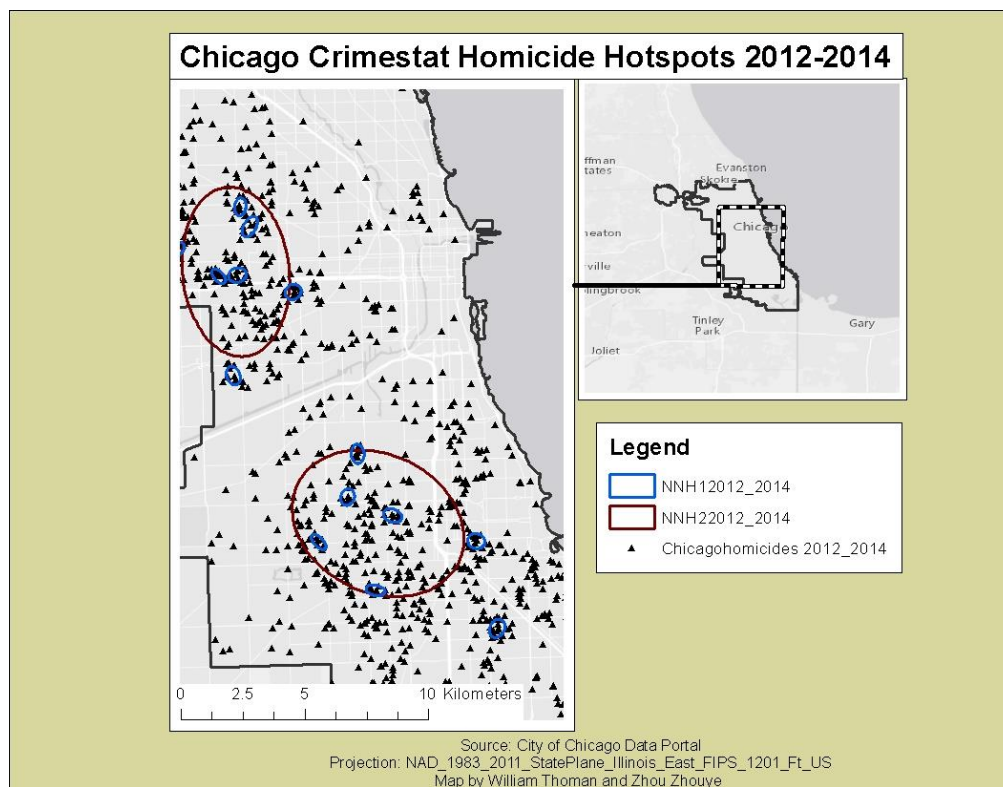 Chicago Crimestat Homicide Hotspots 2012-2014
Evanston
ffman
tates
Skokie
Chicag
eaton
ville
lingbrook
Tinley
Park
Gary
Joliet
Legend
NNH12012_2014
NNH22012_2014
Chicagohomicides 2012_2014
0 2.5 5 10 Kilometers
Source: City of Chicago Data Portal
Projection: NAD_1983_2011_StatePlane_Illinois_East_FIPS_1201_Ft_US
Map by William Thoman and Zhou Zhouye